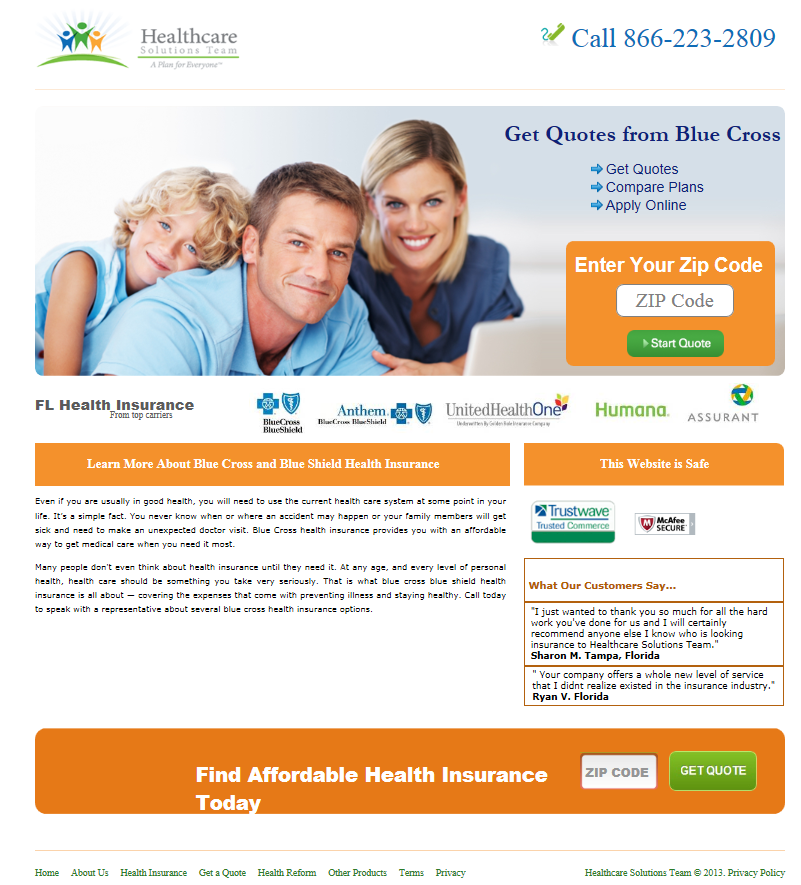 Healthcare
Solutions Team
A Plan for Everyone™
Call 866-223-2809
Get Quotes from Blue Cross
Get Quotes
Compare Plans
Apply Online
Enter Your Zip Code
ZIP Code
Start Quote
FL Health Insurance
From top carriers
BlueCross
BlueShield
Anthem.
BlueCross BlueShield
UnitedHealthOne
Underwritten By Golden Rule Insurance Company
Humana.
ASSURANT
Learn More About Blue Cross and Blue Shield Health Insurance
Even if you are usually in good health, you will need to use the current health care system at some point in your
life. It's a simple fact. You never know when or where an accident may happen or your family members will get
sick and need to make an unexpected doctor visit. Blue Cross health insurance provides you with an affordable
way to get medical care when you need it most.
Many people don't even think about health insurance until they need it. At any age, and every level of personal
health, health care should be something you take very seriously. That is what blue cross blue shield health
insurance is all about — covering the expenses that come with preventing illness and staying healthy. Call today
to speak with a representative about several blue cross health insurance options.
This Website is Safe
Trustwave®
Trusted Commerce
McAfee
SECURE
What Our Customers Say...
"I just wanted to thank you so much for all the hard
work you've done for us and I will certainly
recommend anyone else I know who is looking
insurance to Healthcare Solutions Team."
Sharon M. Tampa, Florida
" Your company offers a whole new level of service
that I didnt realize existed in the insurance industry."
Ryan V. Florida
Find Affordable Health Insurance
Today
ZIP CODE
GET QUOTE
Home About Us Health Insurance Get a Quote Health Reform Other Products Terms Privacy
Healthcare Solutions Team © 2013. Privacy Policy